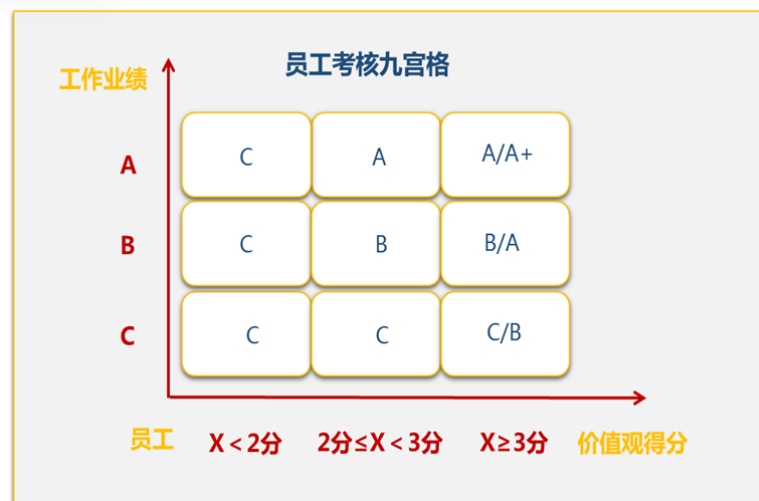 员工考核九宫格
工作业绩
A C A A/A+
B C B B/A
C C C C/B
员工 X<2分 2分≤X<3分 X≥3分 价值观得分